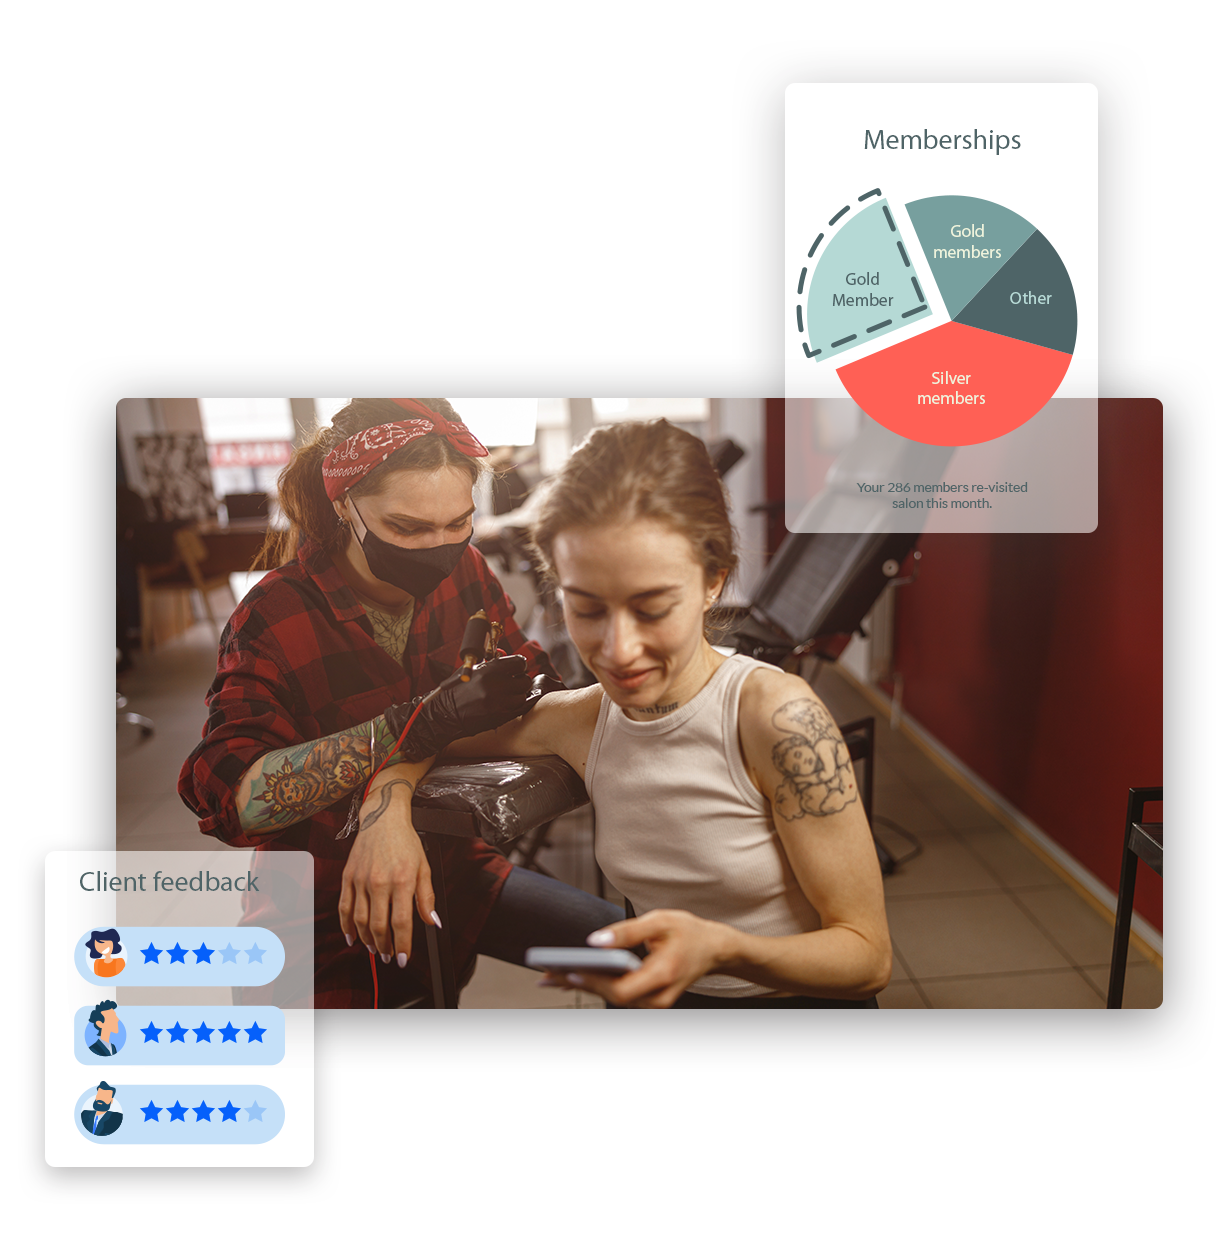 Memberships
Gold
members
Gold
Member
Other
Silver
members
Your 286 members re-visited
salon this month.
Client feedback